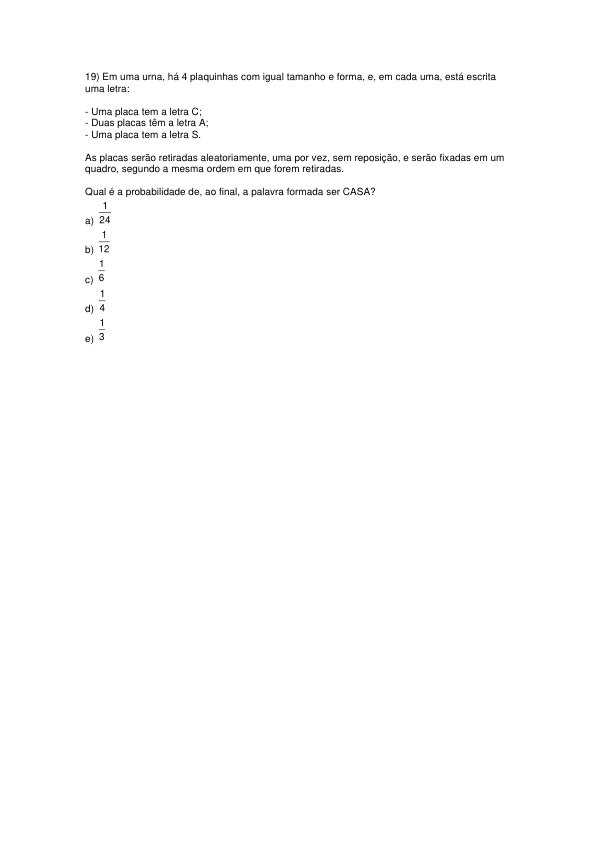 19) Em uma urna, há 4 plaquinhas com igual tamanho e forma, e, em cada uma, está escrita
uma letra:
- Uma placa tem a letra C;
- Duas placas têm a letra A;
- Uma placa tem a letra S.
As placas serão retiradas aleatoriamente, uma por vez, sem reposição, e serão fixadas em um
quadro, segundo a mesma ordem em que forem retiradas.
Qual é a probabilidade de, ao final, a palavra formada ser CASA?
a) 1/24
b) 1/12
c) 1/6
d) 1/4
e) 1/3